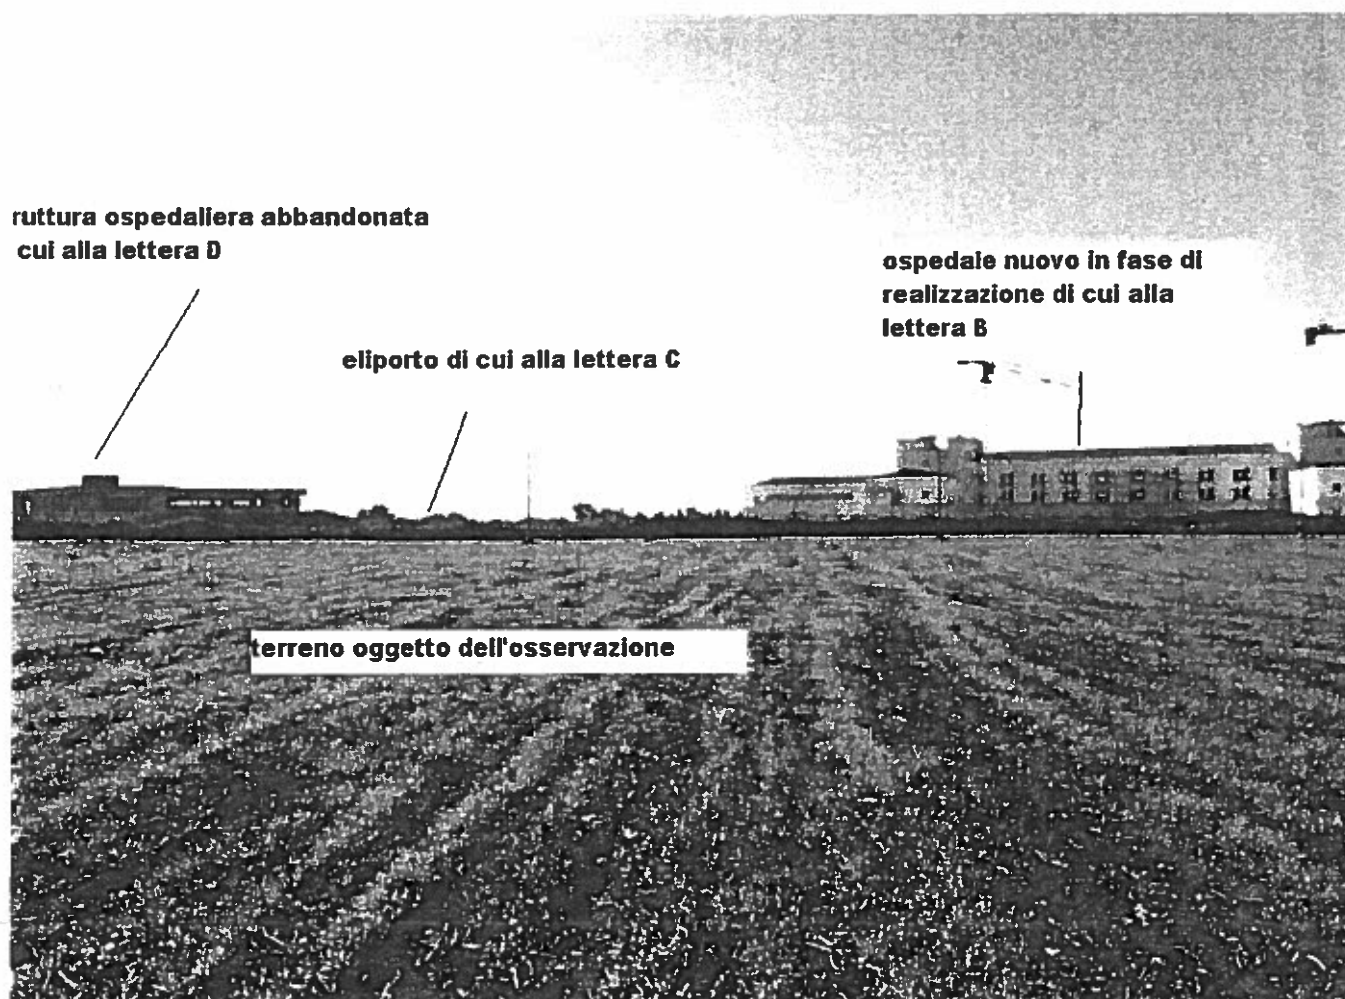 ruttura ospedaliera abbandonata
cui alla lettera D
ospedale nuovo in fase di
realizzazione di cui alla
lettera B
eliporto di cui alla lettera C
terreno oggetto dell'osservazione